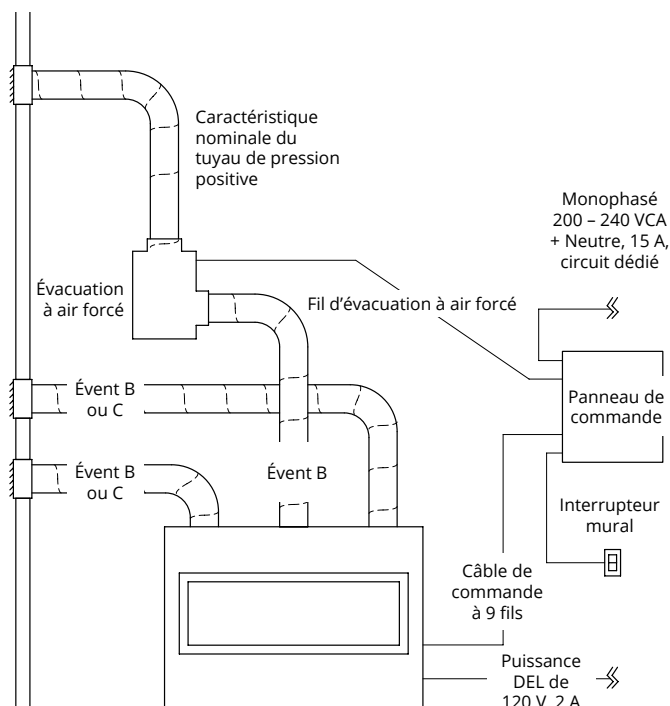 Caractéristique
nominale du
tuyau de pression
positive
Monophasé
200 – 240 VCA
+ Neutre, 15 A,
circuit dédié
Évacuation
à air forcé
Fil d’évacuation à air forcé
Évent B
ou C
Panneau de
commande
Évent B
ou C
Évent B
Interrupteur
mural
Câble de
commande
à 9 fils
Puissance
DEL de
120 V, 2 A